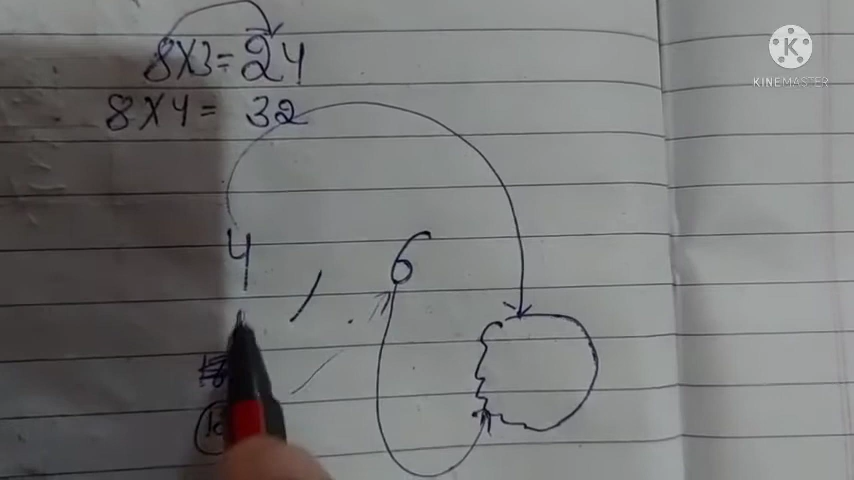 8x3= 24
KINEMASTER
8x4= 32
4 , 6